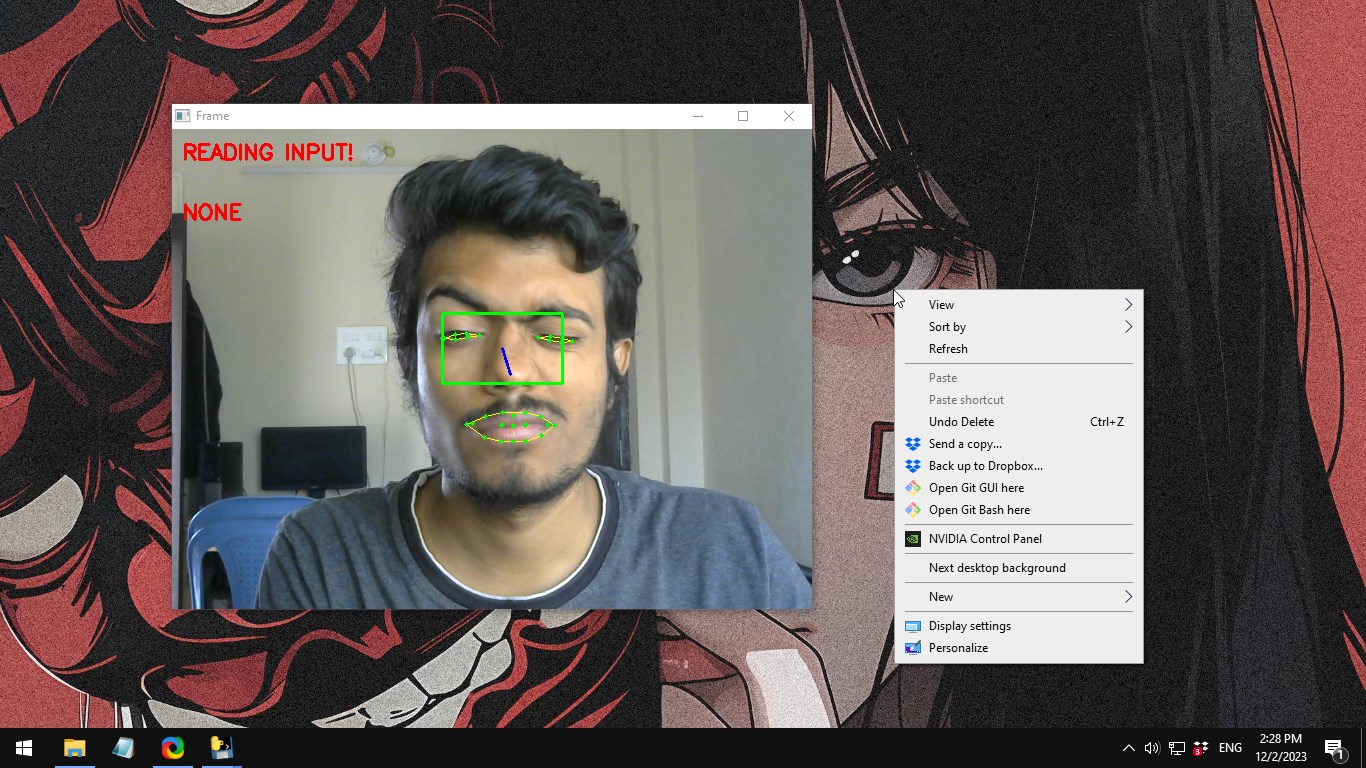 Frame
READING INPUT!
NONE
View
Sort by
Refresh
Paste
Paste shortcut
Undo Delete Ctrl+Z
Send a copy...
Back up to Dropbox...
Open Git GUI here
Open Git Bash here
NVIDIA Control Panel
Next desktop background
New
Display settings
Personalize
3
ENG
2:28 PM
12/2/2023
1